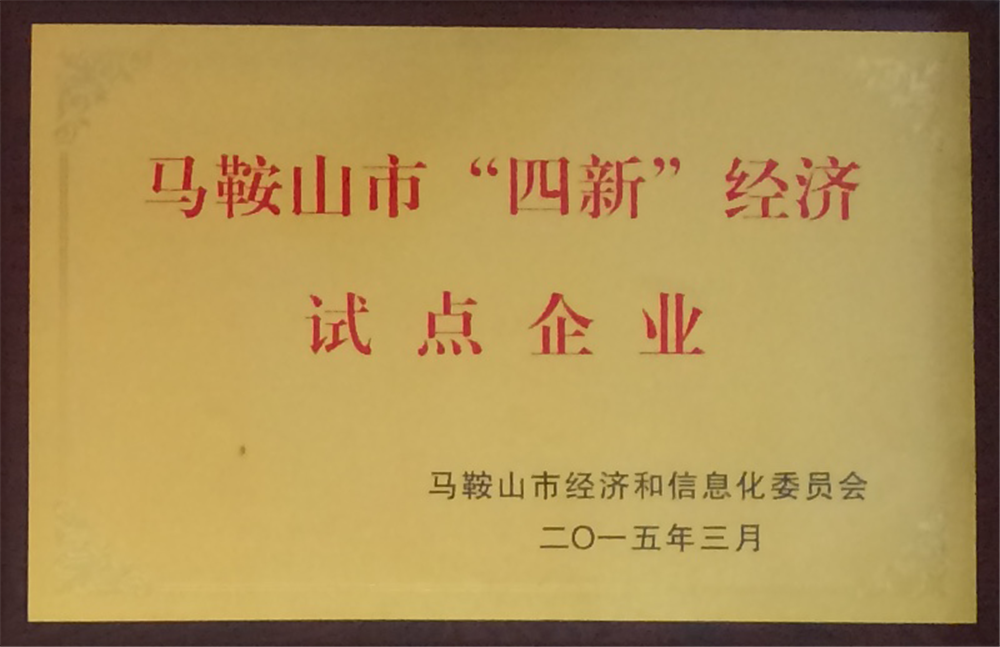 马鞍山市“四新”经济
试点企业
马鞍山市经济和信息化委员会
二〇一五年三月